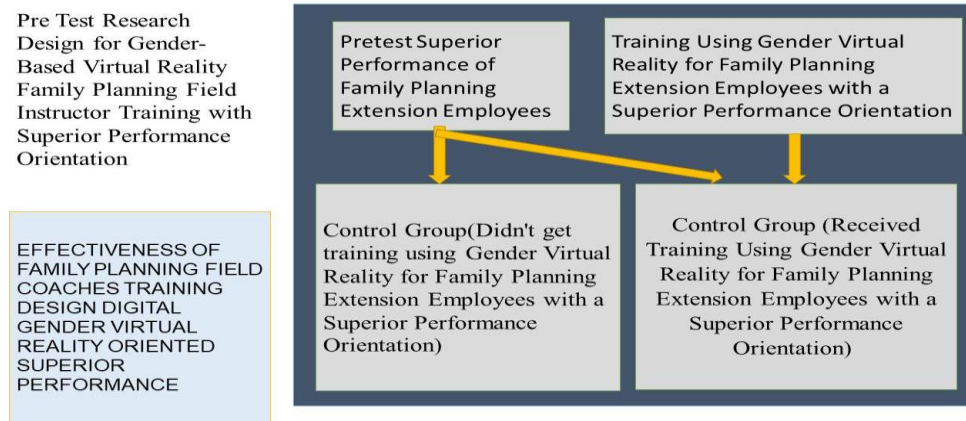 Pre Test Research
Design for Gender-
Based Virtual Reality
Family Planning Field
Instructor Training with
Superior Performance
Orientation
EFFECTIVENESS OF
FAMILY PLANNING FIELD
COACHES TRAINING
DESIGN DIGITAL
GENDER VIRTUAL
REALITY ORIENTED
SUPERIOR
PERFORMANCE
Pretest Superior
Performance of
Family Planning
Extension Employees
Training Using Gender Virtual
Reality for Family Planning
Extension Employees with a
Superior Performance Orientation
Control Group(Didn't get
training using Gender Virtual
Reality for Family Planning
Extension Employees with a
Superior Performance
Orientation)
Control Group (Received
Training Using Gender Virtual
Reality for Family Planning
Extension Employees with a
Superior Performance
Orientation)